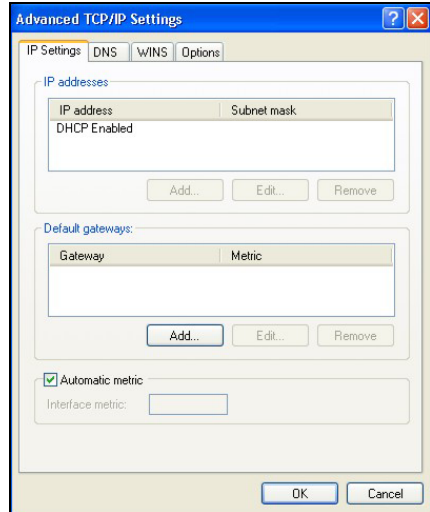 Advanced TCP/IP Settings
IP Settings DNS WINS Options
IP addresses
IP address Subnet mask
DHCP Enabled
Add... Edit... Remove
Default gateways:
Gateway Metric
Add... Edit... Remove
Automatic metric
Interface metric:
OK Cancel